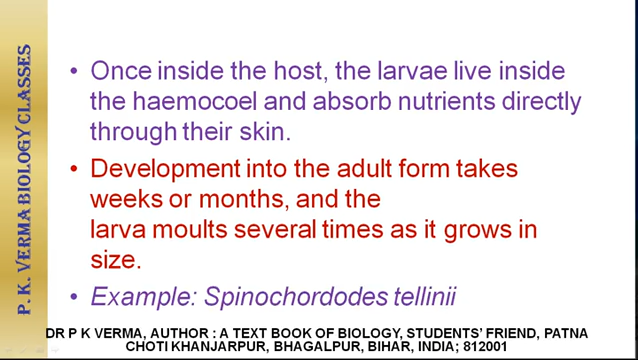 P. K. VERMA BIOLOGY CLASSES
• Once inside the host, the larvae live inside
the haemocoel and absorb nutrients directly
through their skin.
• Development into the adult form takes
weeks or months, and the
larva moults several times as it grows in
size.
• Example: Spinochordodes tellinii
DR P K VERMA, AUTHOR : A TEXT BOOK OF BIOLOGY, STUDENTS' FRIEND, PATNA
CHOTI KHANJARPUR, BHAGALPUR, BIHAR, INDIA; 812001